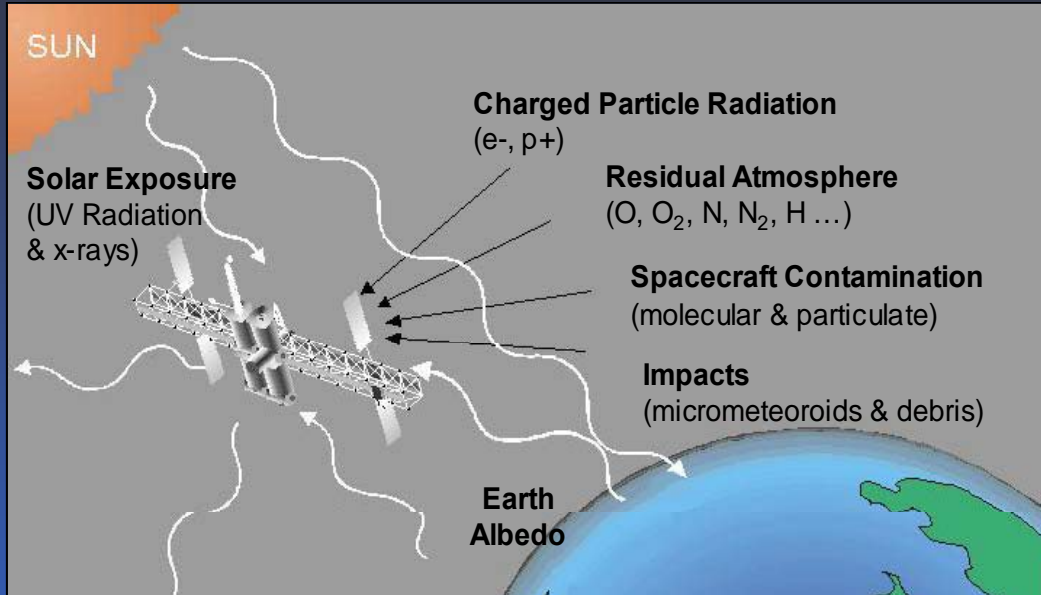 SUN
Charged Particle Radiation
(e-, p+)
Solar Exposure
(UV Radiation
& x-rays)
Residual Atmosphere
(O, O₂, N, N₂, H ...)
Spacecraft Contamination
(molecular & particulate)
Impacts
(micrometeoroids & debris)
Earth
Albedo